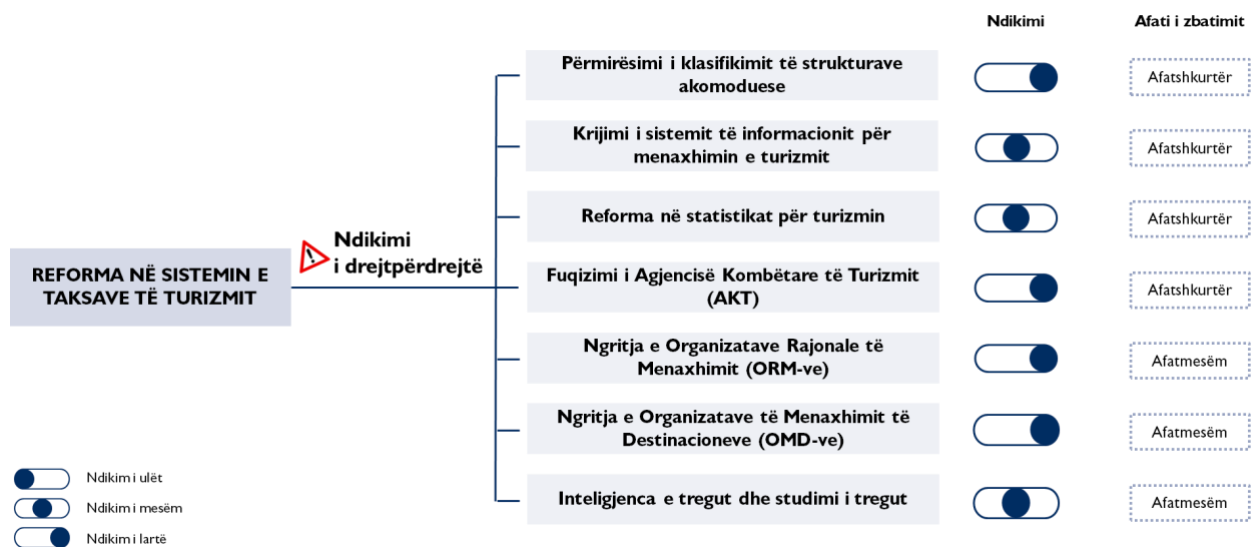 Ndikimi
Afati i zbatimit
Përmirësimi i klasifikimit të strukturave
akomoduese
Afatshkurtër
Krijimi i sistemit të informacionit për
menaxhimin e turizmit
Afatshkurtër
Reforma në statistikat për turizmin
Afatshkurtër
REFORMA NË SISTEMIN E
TAKSAVE TË TURIZMIT
Ndikimi
i drejtpërdrejtë
Fuqizimi i Agjencisë Kombëtare të Turizmit
(AKT)
Afatshkurtër
Ngritja e Organizatave Rajonale të
Menaxhimit (ORM-ve)
Afatmesëm
Ngritja e Organizatave të Menaxhimit të
Destinacioneve (OMD-ve)
Afatmesëm
Inteligjenca e tregut dhe studimi i tregut
Afatmesëm
Ndikim i ulët
Ndikim i mesëm
Ndikim i lartë